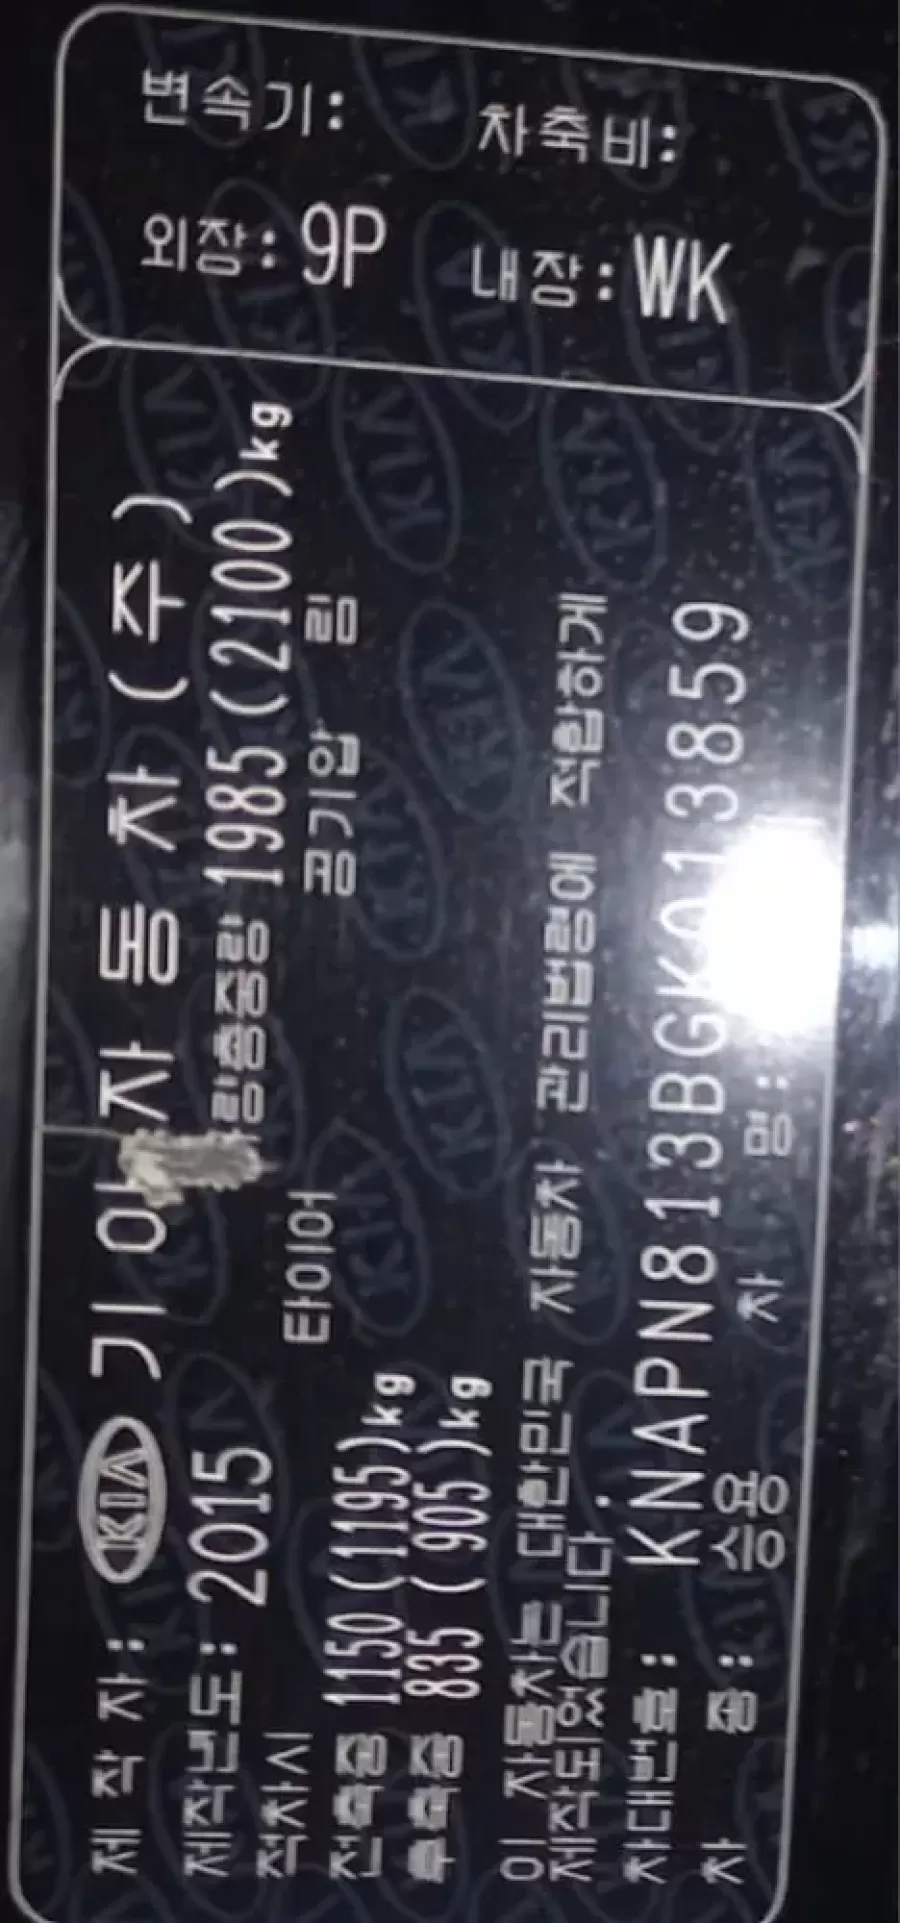 변속기: 차축비:
외장: 9P 내장: WK
제 작 자: KIA 기아자동차(주)
제작년도: 2015 차량총중량 1985(2100)kg
적차시 타이어 공기압 림
전축중 1150(1195)kg
후축중 835(905)kg
이 자동차는 대한민국 자동차 관리법령에 적합하게
제작되었습니다.
차대번호: KNAPN813BGK013859
차 종: 승용 차 명: